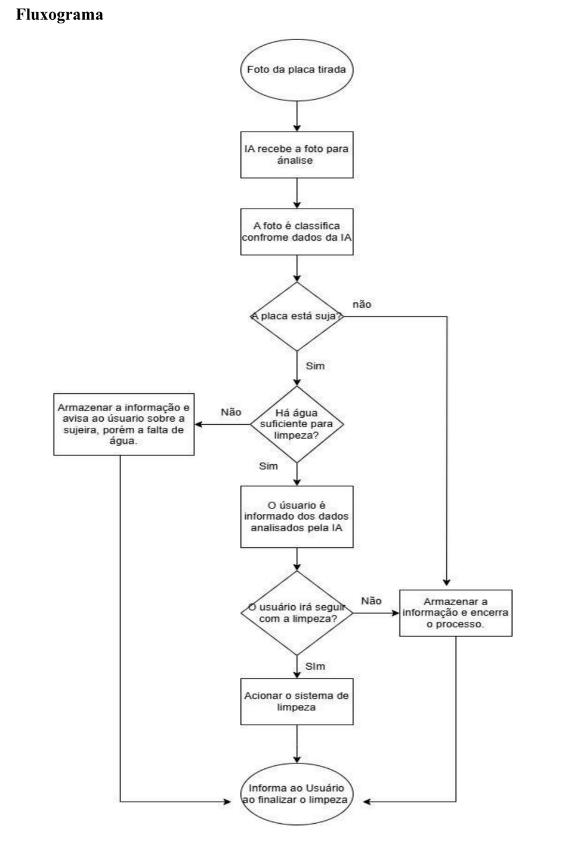 Fluxograma
Foto da placa tirada
IA recebe a foto para
ánalise
A foto é classifica
confrome dados da IA
A placa está suja?
não
Sim
Há água
suficiente para
limpeza?
Não
Armazenar a informação e
avisa ao úsuario sobre a
sujeira, porém a falta de
água.
Sim
O úsuario é
informado dos dados
analisados pela IA
O usuário irá seguir
com a limpeza?
Não
Armazenar a
informação e encerra
o processo.
SIm
Acionar o sistema de
limpeza
Informa ao Usuário
ao finalizar o limpeza